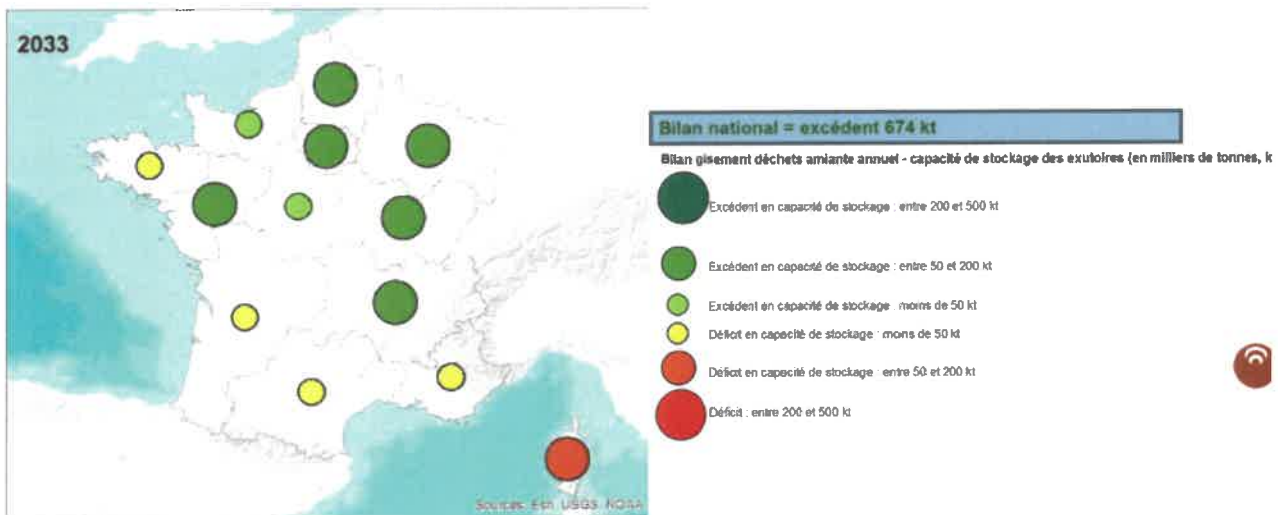 2033
Bilan national = excédent 674 kt
Bilan gisement déchets amiante annuel - capacité de stockage des exutoires (en milliers de tonnes, k
Excédent en capacité de stockage : entre 200 et 500 kt
Excédent en capacité de stockage : entre 50 et 200 kt
Excédent en capacité de stockage : moins de 50 kt
Déficit en capacité de stockage : moins de 50 kt
Déficit en capacité de stockage : entre 50 et 200 kt
Déficit : entre 200 et 500 kt
Sources: Esri, USGS, NOAA